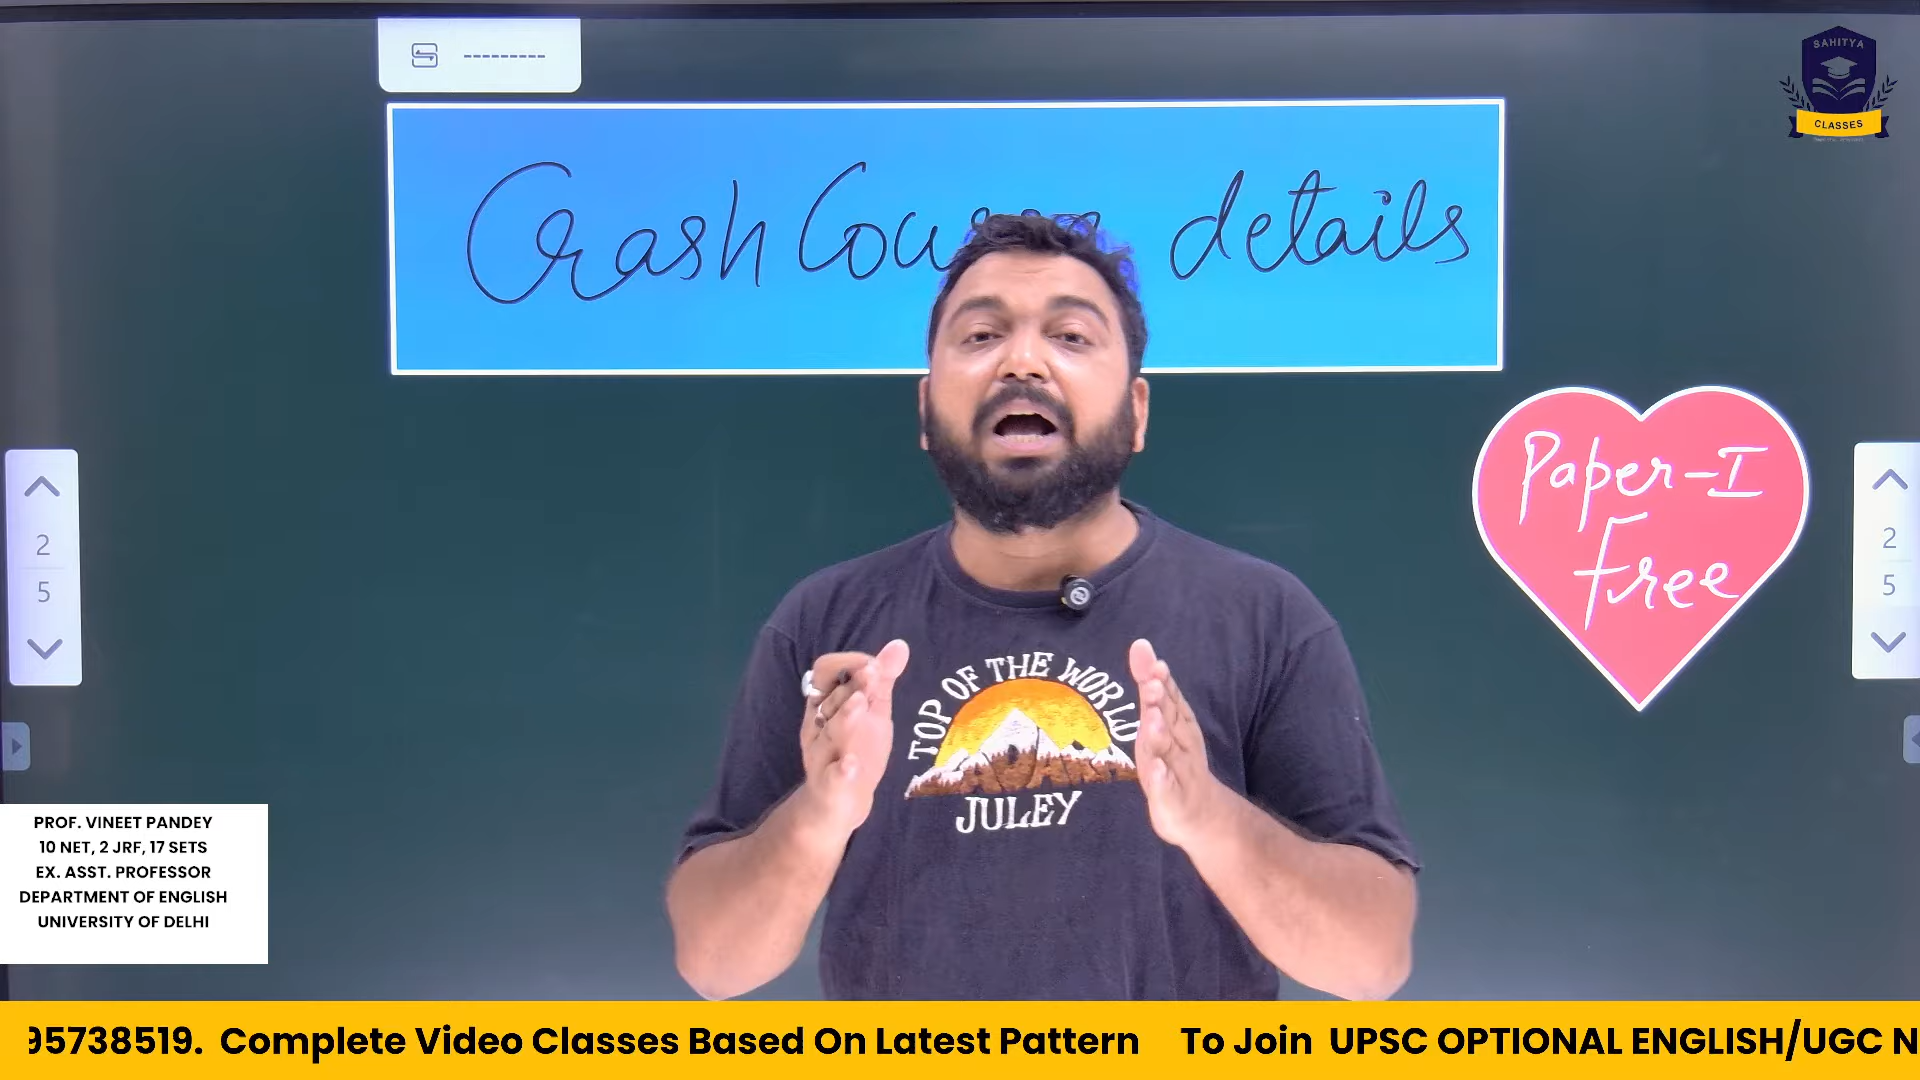 ---------
SAHITYA
CLASSES
Crash Course details
Paper-I
Free
2
5
2
5
TOP OF THE WORLD
JULEY
PROF. VINEET PANDEY
10 NET, 2 JRF, 17 SETS
EX. ASST. PROFESSOR
DEPARTMENT OF ENGLISH
UNIVERSITY OF DELHI
95738519. Complete Video Classes Based On Latest Pattern To Join UPSC OPTIONAL ENGLISH/UGC N